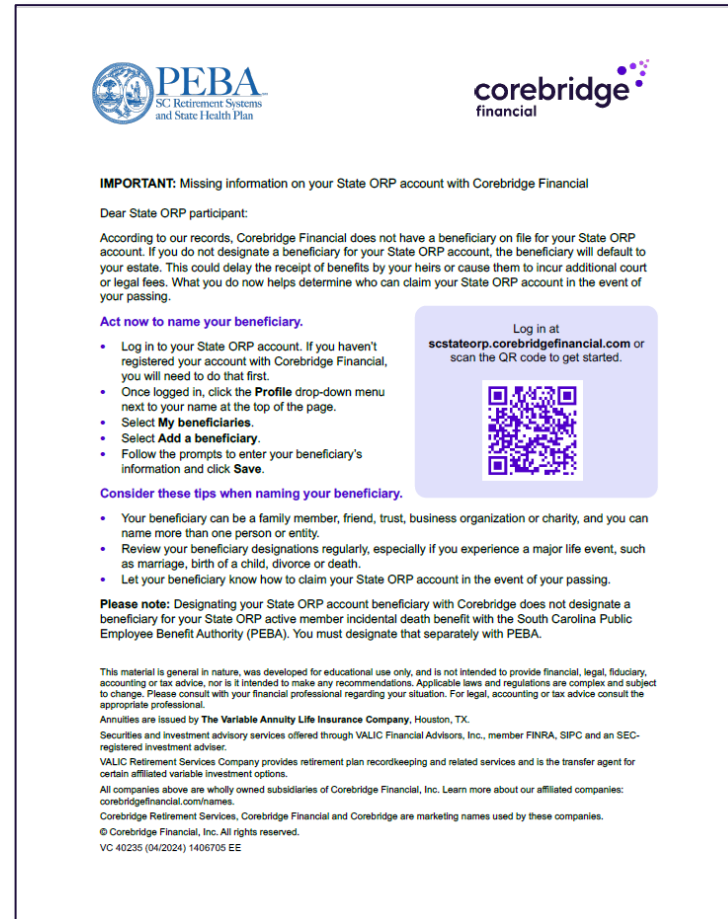 PEBA
SC Retirement Systems
and State Health Plan
corebridge
financial
IMPORTANT: Missing information on your State ORP account with Corebridge Financial
Dear State ORP participant:
According to our records, Corebridge Financial does not have a beneficiary on file for your State ORP
account. If you do not designate a beneficiary for your State ORP account, the beneficiary will default to
your estate. This could delay the receipt of benefits by your heirs or cause them to incur additional court
or legal fees. What you do now helps determine who can claim your State ORP account in the event of
your passing.
Act now to name your beneficiary.
• Log in to your State ORP account. If you haven't
registered your account with Corebridge Financial,
you will need to do that first.
• Once logged in, click the Profile drop-down menu
next to your name at the top of the page.
• Select My beneficiaries.
• Select Add a beneficiary.
• Follow the prompts to enter your beneficiary's
information and click Save.
Log in at
scstateorp.corebridgefinancial.com or
scan the QR code to get started.
Consider these tips when naming your beneficiary.
• Your beneficiary can be a family member, friend, trust, business organization or charity, and you can
name more than one person or entity.
• Review your beneficiary designations regularly, especially if you experience a major life event, such
as marriage, birth of a child, divorce or death.
• Let your beneficiary know how to claim your State ORP account in the event of your passing.
Please note: Designating your State ORP account beneficiary with Corebridge does not designate a
beneficiary for your State ORP active member incidental death benefit with the South Carolina Public
Employee Benefit Authority (PEBA). You must designate that separately with PEBA.
This material is general in nature, was developed for educational use only, and is not intended to provide financial, legal, fiduciary,
accounting or tax advice, nor is it intended to make any recommendations. Applicable laws and regulations are complex and subject
to change. Please consult with your financial professional regarding your situation. For legal, accounting or tax advice consult the
appropriate professional.
Annuities are issued by The Variable Annuity Life Insurance Company, Houston, TX.
Securities and investment advisory services offered through VALIC Financial Advisors, Inc., member FINRA, SIPC and an SEC-
registered investment adviser.
VALIC Retirement Services Company provides retirement plan recordkeeping and related services and is the transfer agent for
certain affiliated variable investment options.
All companies above are wholly owned subsidiaries of Corebridge Financial, Inc. Learn more about our affiliated companies:
corebridgefinancial.com/names.
Corebridge Retirement Services, Corebridge Financial and Corebridge are marketing names used by these companies.
© Corebridge Financial, Inc. All rights reserved.
VC 40235 (04/2024) 1406705 EE